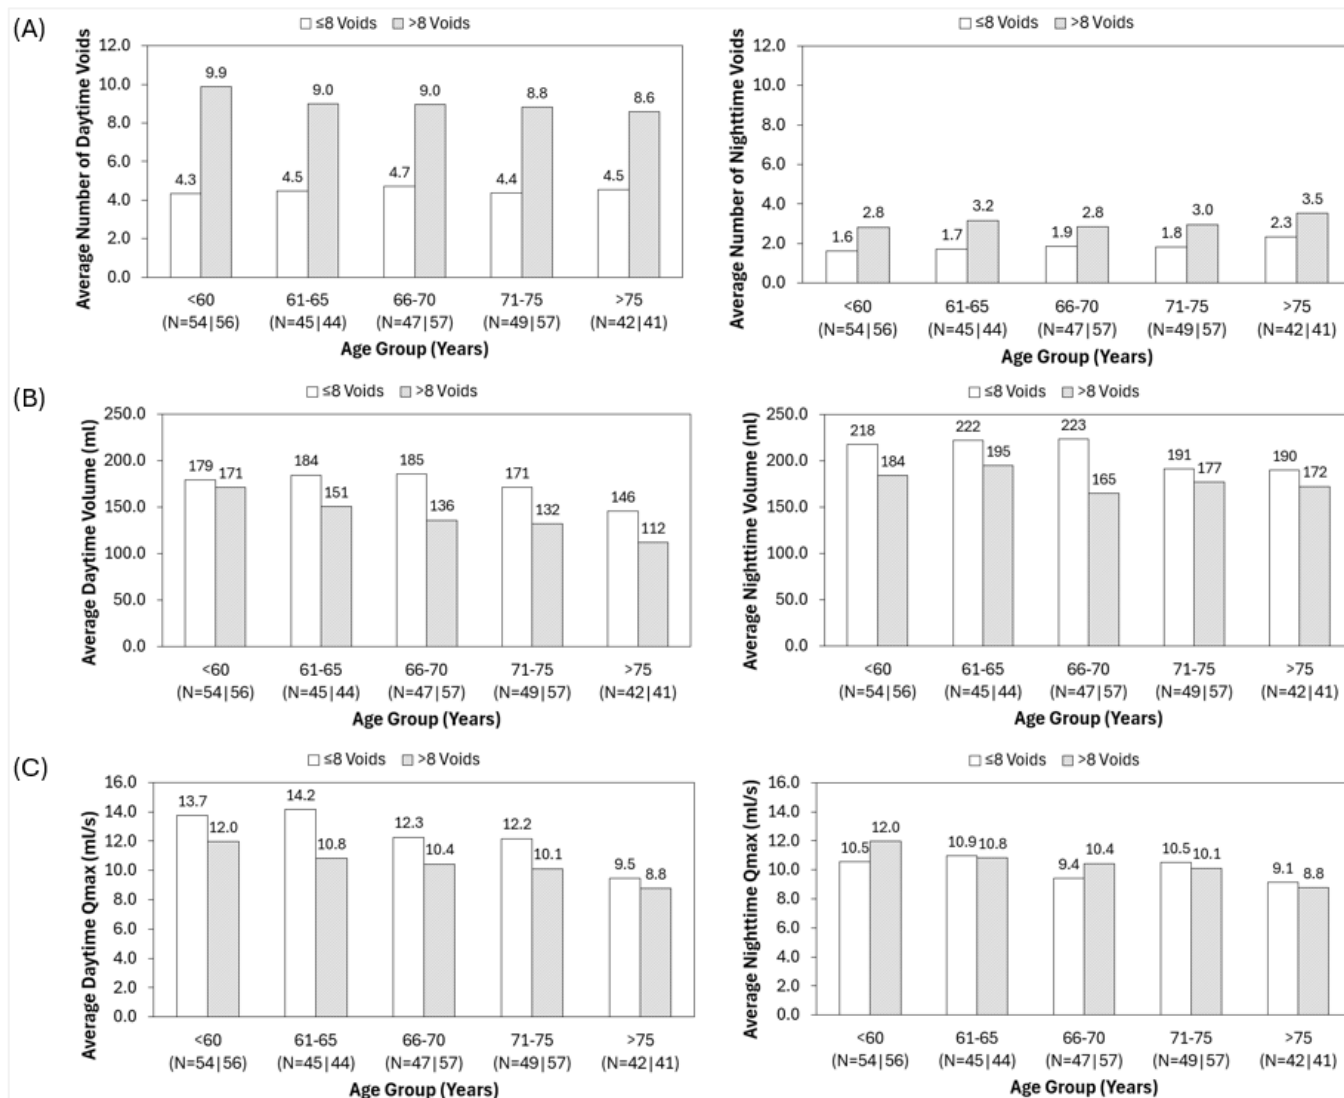 (A)
≤8 Voids >8 Voids
Average Number of Daytime Voids
12.0
10.0
8.0
6.0
4.0
2.0
0.0
4.3 9.9 4.5 9.0 4.7 9.0 4.4 8.8 4.5 8.6
<60 61-65 66-70 71-75 >75
(N=54|56) (N=45|44) (N=47|57) (N=49|57) (N=42|41)
Age Group (Years)
≤8 Voids >8 Voids
Average Number of Nighttime Voids
12.0
10.0
8.0
6.0
4.0
2.0
0.0
1.6 2.8 1.7 3.2 1.9 2.8 1.8 3.0 2.3 3.5
<60 61-65 66-70 71-75 >75
(N=54|56) (N=45|44) (N=47|57) (N=49|57) (N=42|41)
Age Group (Years)
(B)
≤8 Voids >8 Voids
Average Daytime Volume (ml)
250.0
200.0
150.0
100.0
50.0
0.0
179 171 184 151 185 136 171 132 146 112
<60 61-65 66-70 71-75 >75
(N=54|56) (N=45|44) (N=47|57) (N=49|57) (N=42|41)
Age Group (Years)
≤8 Voids >8 Voids
Average Nighttime Volume (ml)
250.0
200.0
150.0
100.0
50.0
0.0
218 184 222 195 223 165 191 177 190 172
<60 61-65 66-70 71-75 >75
(N=54|56) (N=45|44) (N=47|57) (N=49|57) (N=42|41)
Age Group (Years)
(C)
≤8 Voids >8 Voids
Average Daytime Qmax (ml/s)
16.0
14.0
12.0
10.0
8.0
6.0
4.0
2.0
0.0
13.7 12.0 14.2 10.8 12.3 10.4 12.2 10.1 9.5 8.8
<60 61-65 66-70 71-75 >75
(N=54|56) (N=45|44) (N=47|57) (N=49|57) (N=42|41)
Age Group (Years)
≤8 Voids >8 Voids
Average Nighttime Qmax (ml/s)
16.0
14.0
12.0
10.0
8.0
6.0
4.0
2.0
0.0
10.5 12.0 10.9 10.8 9.4 10.4 10.5 10.1 9.1 8.8
<60 61-65 66-70 71-75 >75
(N=54|56) (N=45|44) (N=47|57) (N=49|57) (N=42|41)
Age Group (Years)